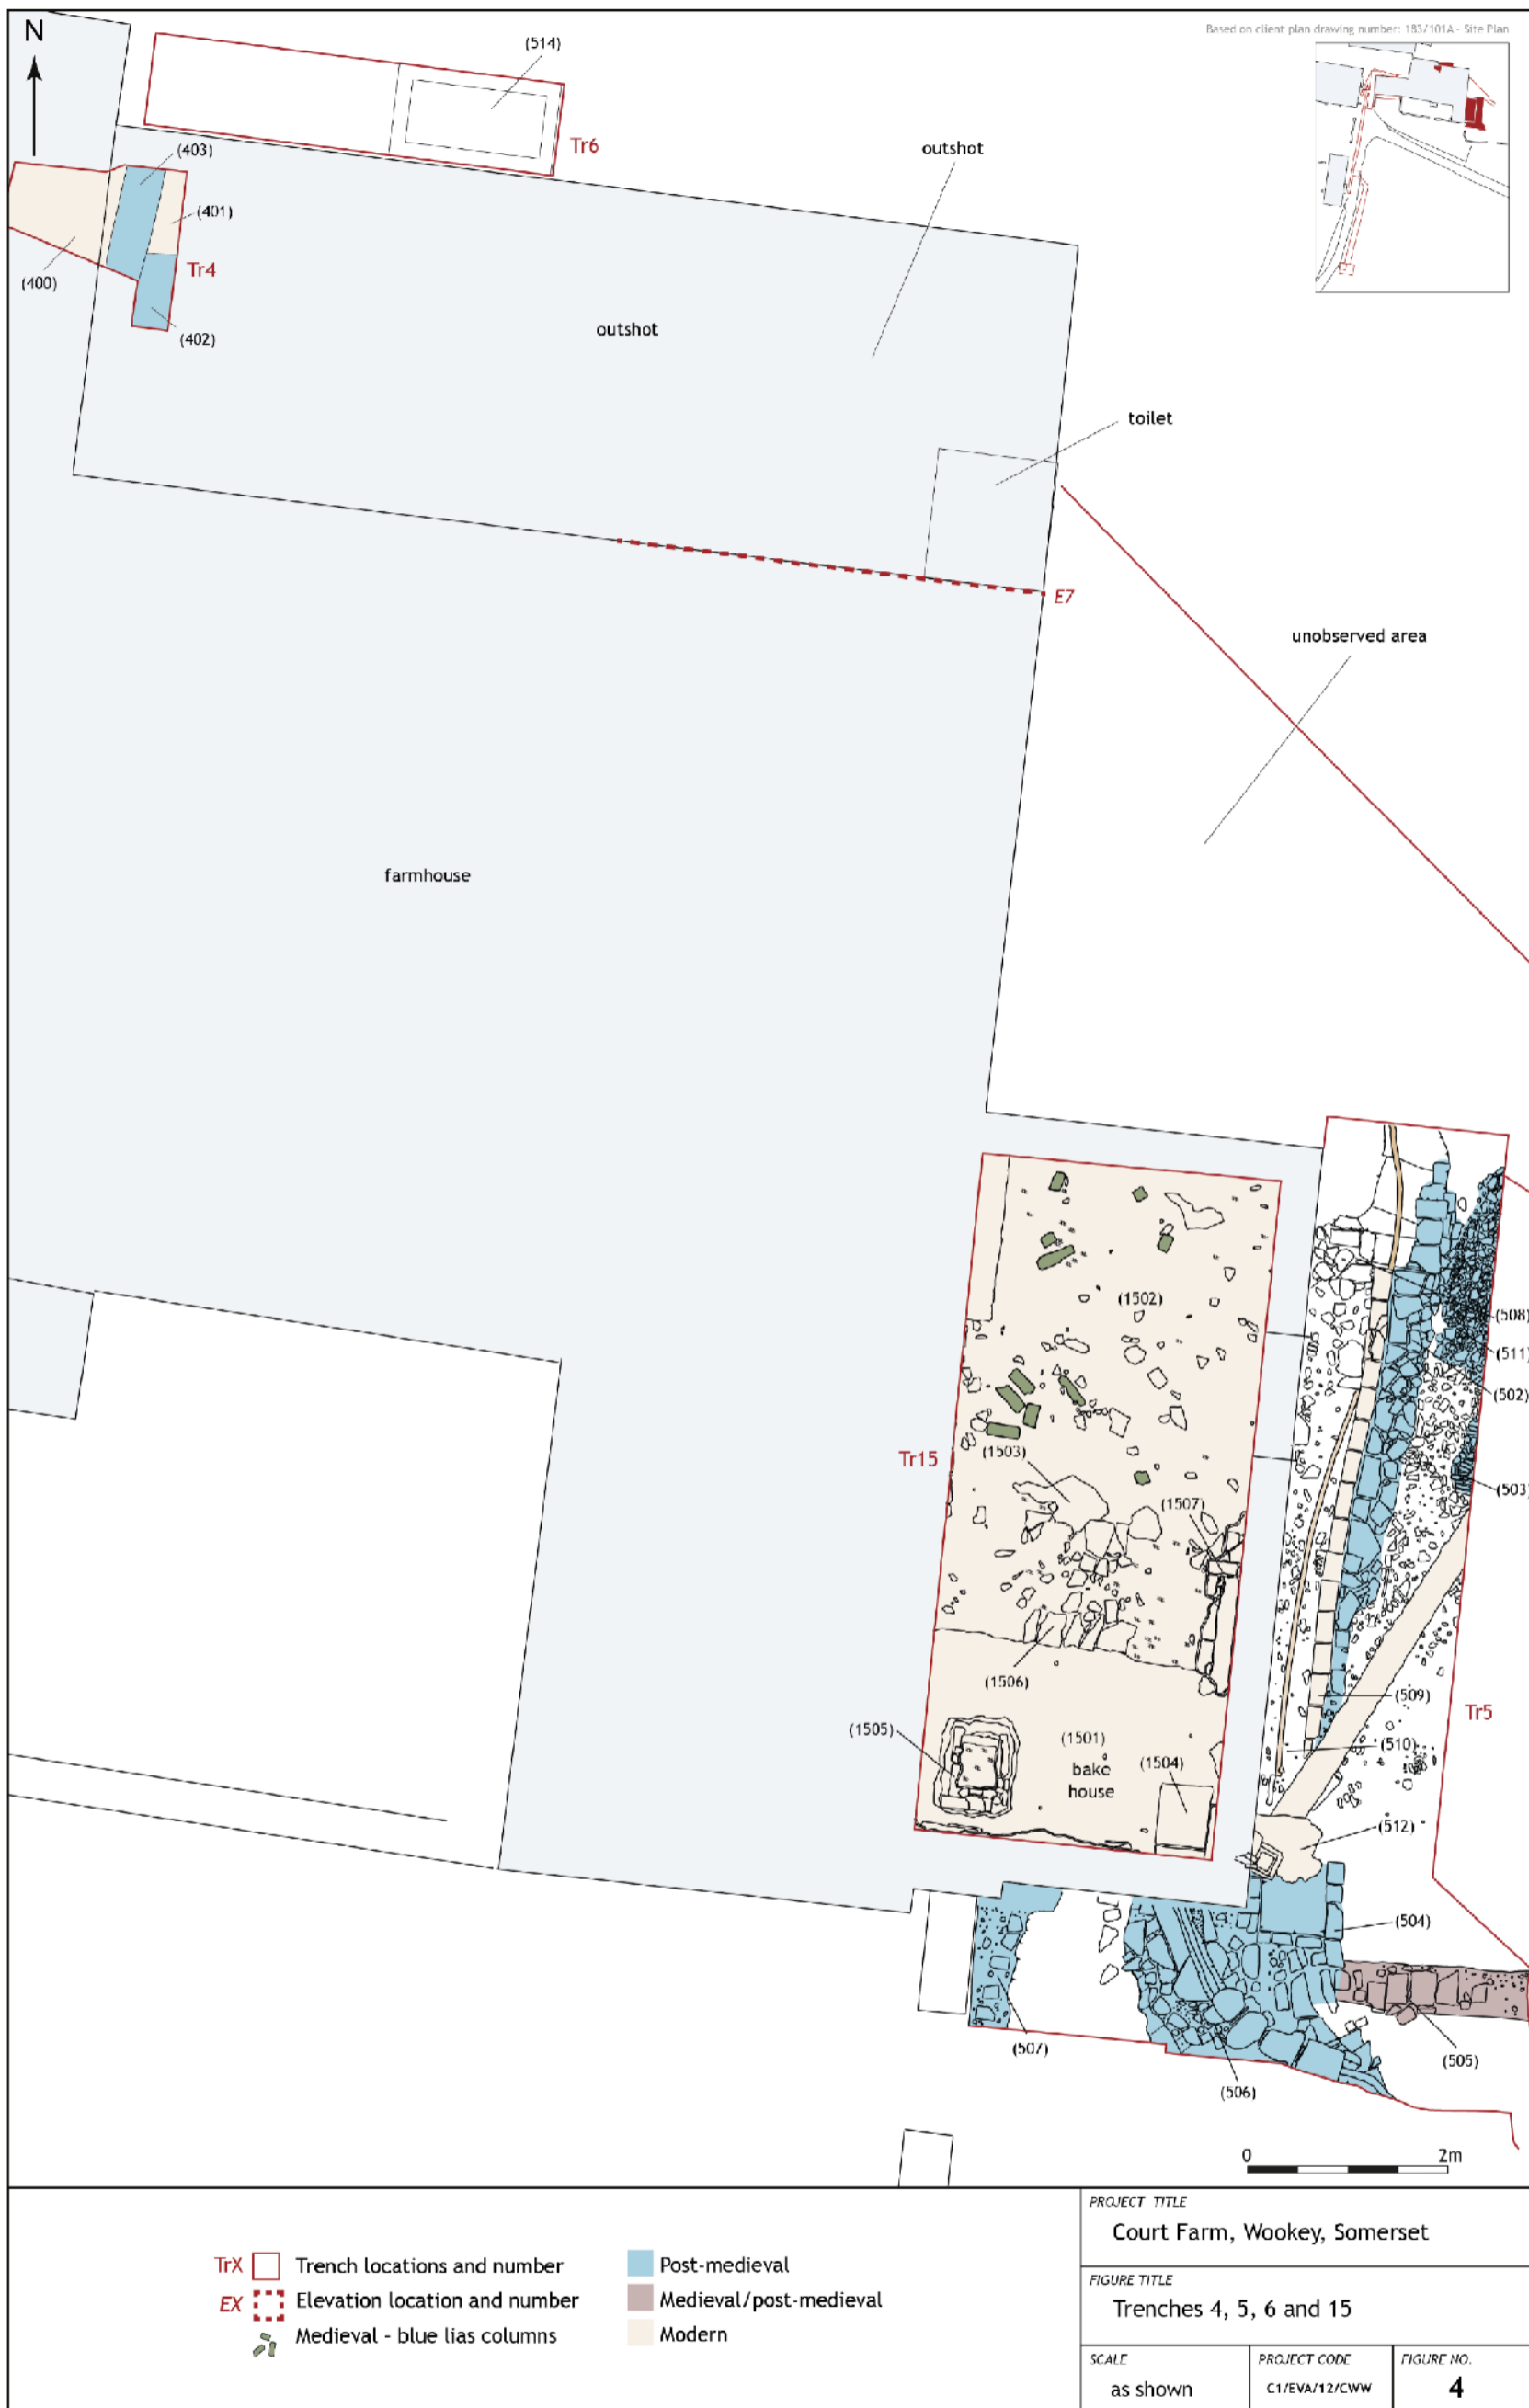 N
Based on client plan drawing number: 183/101A - Site Plan
(514)
Tr6
(403)
outshot
(401)
Tr4
(400)
outshot
(402)
toilet
E7
unobserved area
farmhouse
(1502)
(508)
(511)
(502)
Tr15
(1503)
(503)
(1507)
(1506)
(509)
Tr5
(1505)
(1501)
(510)
bake
house
(1504)
(512)
(504)
(507)
(505)
(506)
0 2m
TrX Trench locations and number
EX Elevation location and number
Medieval - blue lias columns
Post-medieval
Medieval/post-medieval
Modern
PROJECT TITLE
Court Farm, Wookey, Somerset
FIGURE TITLE
Trenches 4, 5, 6 and 15
SCALE
as shown
PROJECT CODE
C1/EVA/12/CWW
FIGURE NO.
4